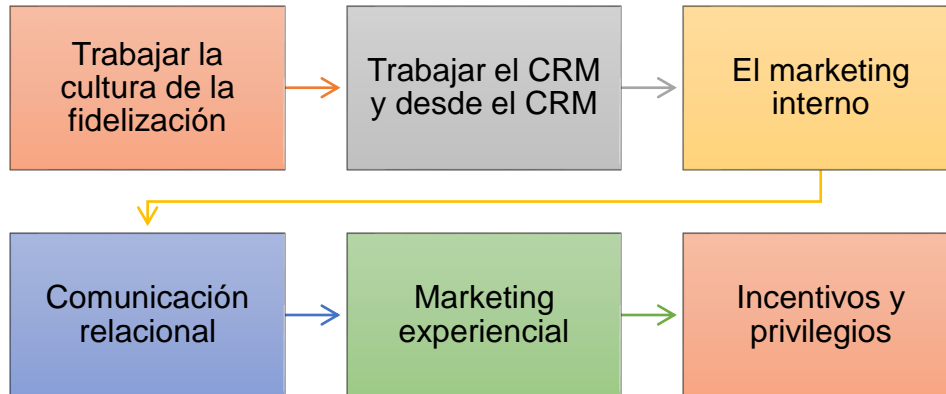 Trabajar la
cultura de la
fidelización
Trabajar el CRM
y desde el CRM
El marketing
interno
Comunicación
relacional
Marketing
experiencial
Incentivos y
privilegios